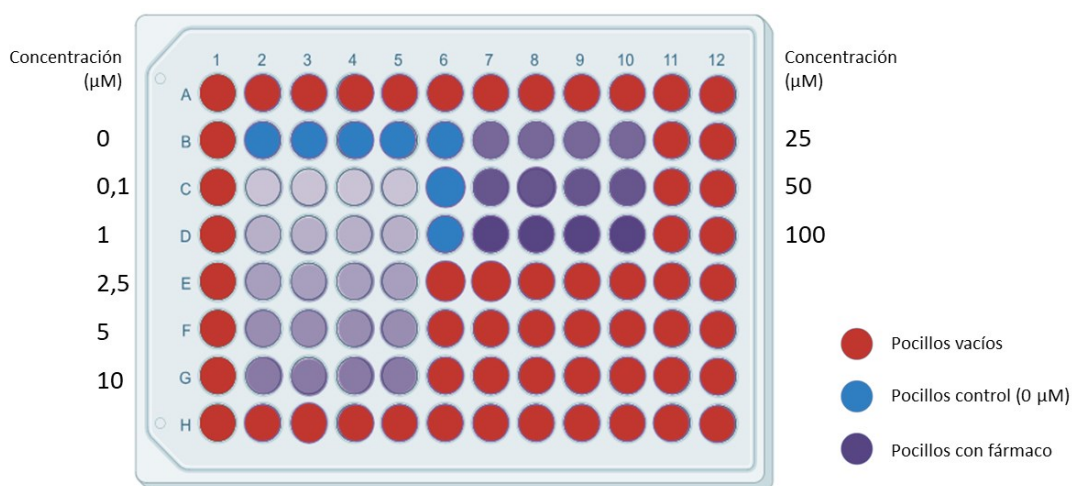 Concentración
(µM)
Concentración
(µM)
1 2 3 4 5 6 7 8 9 10 11 12
A
0 B 25
0,1 C 50
1 D 100
2,5 E
5 F
10 G
H
Pocillos vacíos
Pocillos control (0 µM)
Pocillos con fármaco